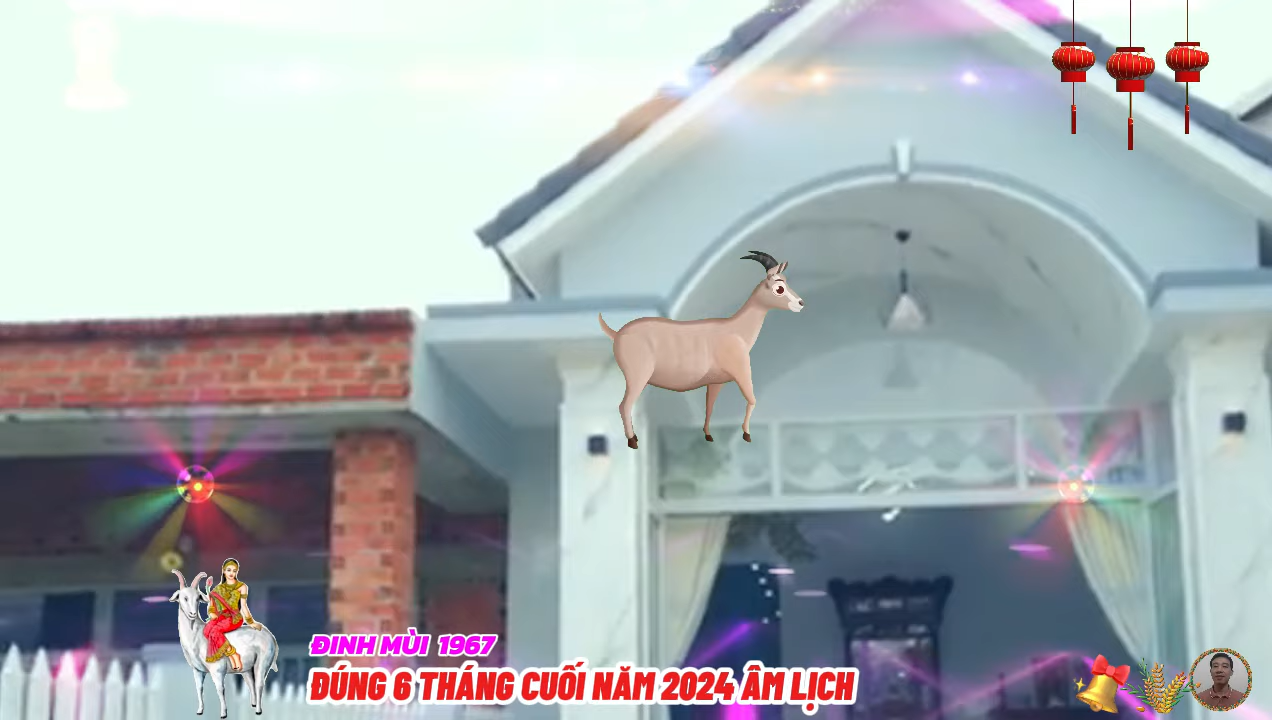 ĐINH MÙI 1967
ĐÚNG 6 THÁNG CUỐI NĂM 2024 ÂM LỊCH